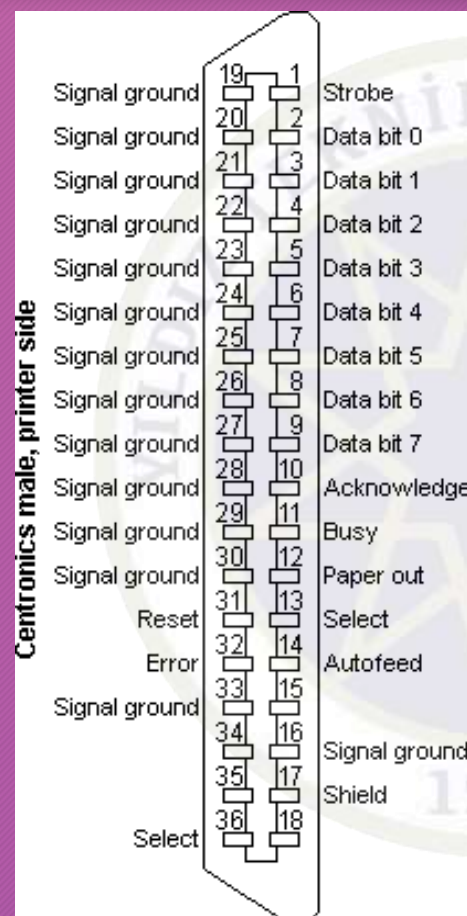 Centronics male, printer side
Signal ground 19 1 Strobe
Signal ground 20 2 Data bit 0
Signal ground 21 3 Data bit 1
Signal ground 22 4 Data bit 2
Signal ground 23 5 Data bit 3
Signal ground 24 6 Data bit 4
Signal ground 25 7 Data bit 5
Signal ground 26 8 Data bit 6
Signal ground 27 9 Data bit 7
Signal ground 28 10 Acknowledge
Signal ground 29 11 Busy
Signal ground 30 12 Paper out
Reset 31 13 Select
Error 32 14 Autofeed
Signal ground 33 15
34 16 Signal ground
35 17 Shield
Select 36 18